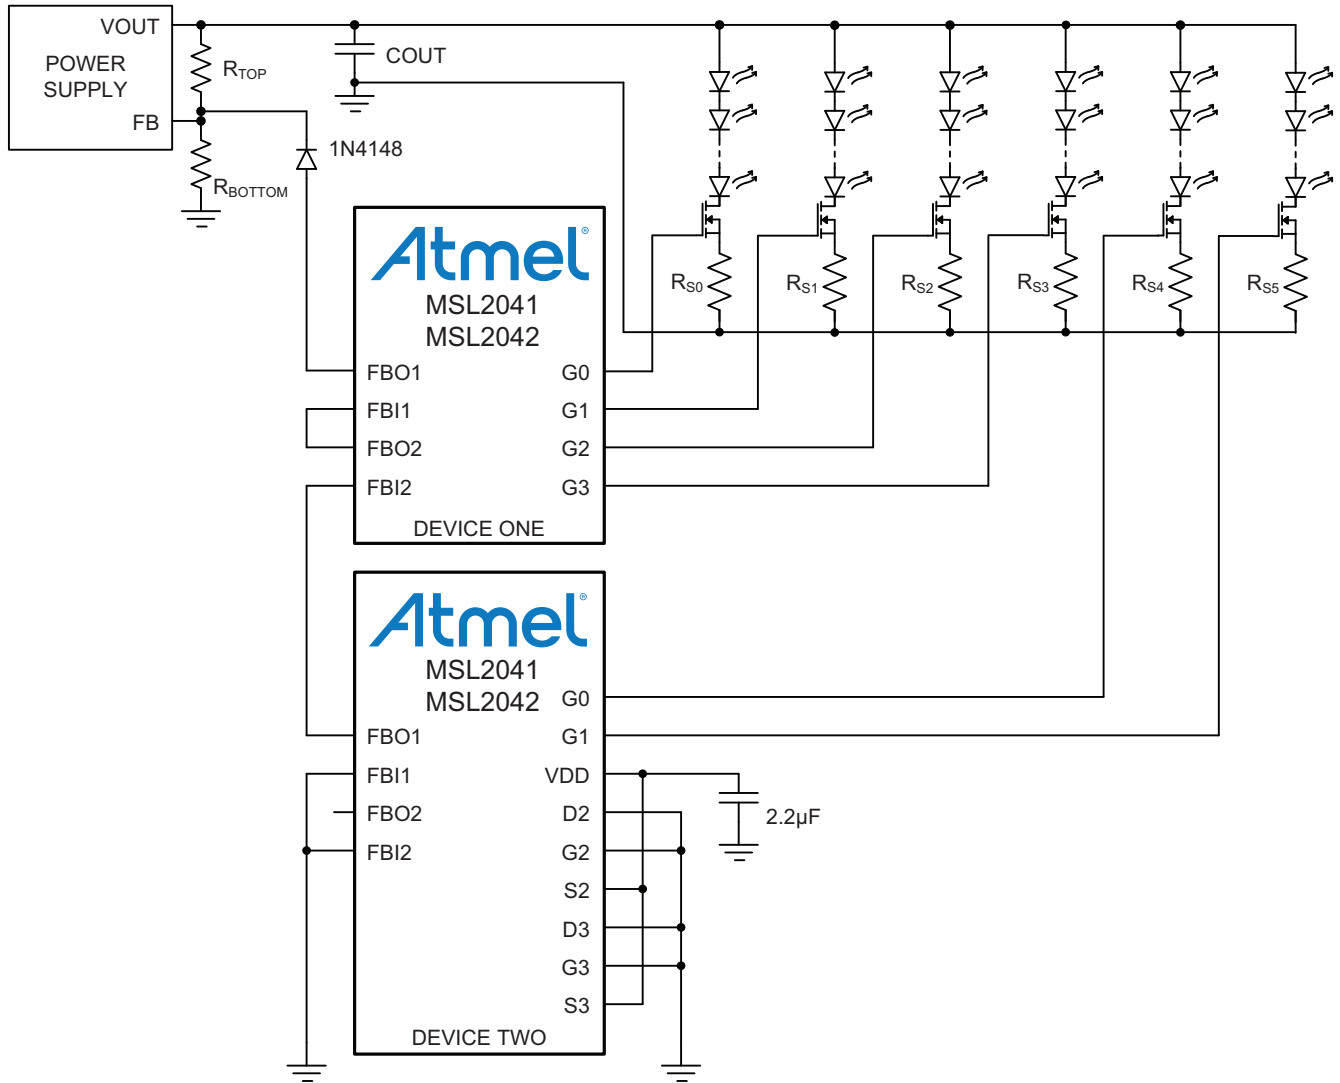 VOUT
POWER
SUPPLY
FB
RTOP
RBOTTOM
COUT
1N4148
RS0
RS1
RS2
RS3
RS4
RS5
Atmel®
MSL2041
MSL2042
FBO1
FBI1
FBO2
FBI2
G0
G1
G2
G3
DEVICE ONE
Atmel®
MSL2041
MSL2042
FBO1
FBI1
FBO2
FBI2
G0
G1
VDD
D2
G2
S2
D3
G3
S3
DEVICE TWO
2.2µF